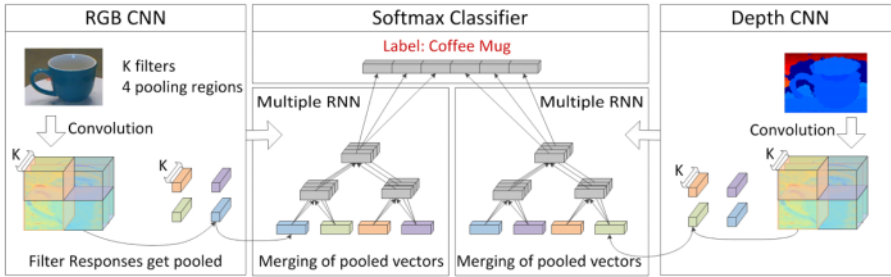 RGB CNN
K filters
4 pooling regions
Convolution
K
K
Filter Responses get pooled
Softmax Classifier
Label: Coffee Mug
Multiple RNN
Merging of pooled vectors
Multiple RNN
Merging of pooled vectors
Depth CNN
Convolution
K
K